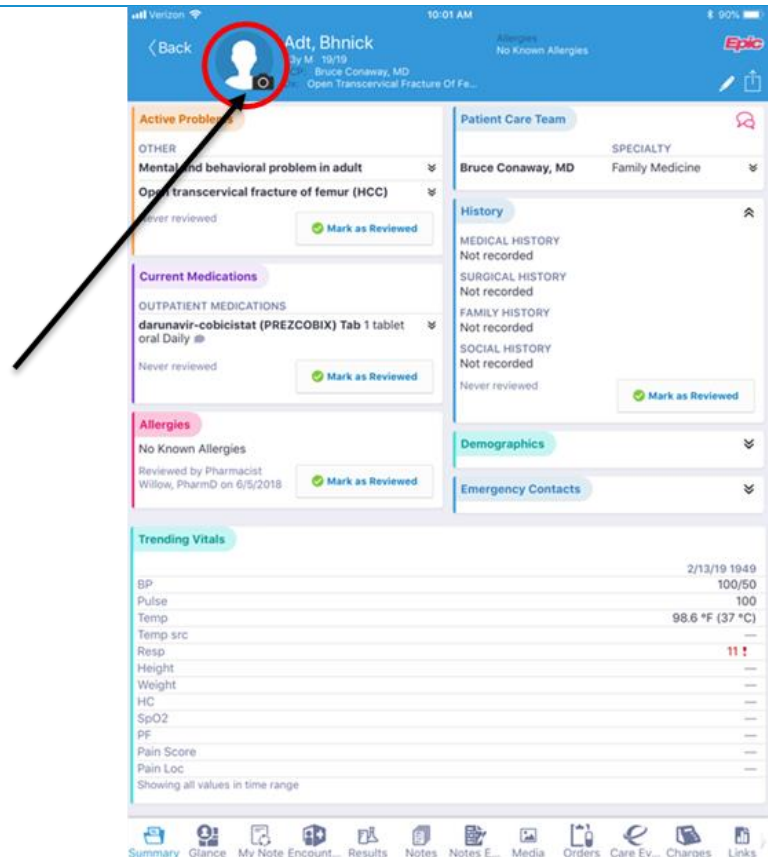 Verizon 10:01 AM 90%
Back
Adt, Bhnick
y M 19/19
Bruce Conaway, MD
Open Transcervical Fracture Of Fe...
Allergies
No Known Allergies
Epic
Active Problems
OTHER
Mental and behavioral problem in adult
Open transcervical fracture of femur (HCC)
Never reviewed
Mark as Reviewed
Current Medications
OUTPATIENT MEDICATIONS
darunavir-cobicistat (PREZCOBIX) Tab 1 tablet
oral Daily
Never reviewed
Mark as Reviewed
Allergies
No Known Allergies
Reviewed by Pharmacist
Willow, PharmD on 6/5/2018
Mark as Reviewed
Patient Care Team
SPECIALTY
Bruce Conaway, MD Family Medicine
History
MEDICAL HISTORY
Not recorded
SURGICAL HISTORY
Not recorded
FAMILY HISTORY
Not recorded
SOCIAL HISTORY
Not recorded
Never reviewed
Mark as Reviewed
Demographics
Emergency Contacts
Trending Vitals
2/13/19 1949
BP 100/50
Pulse 100
Temp 98.6 °F (37 °C)
Temp src —
Resp 11 !
Height —
Weight —
HC —
SpO2 —
PF —
Pain Score —
Pain Loc —
Showing all values in time range
Summary Glance My Note Encount... Results Notes Notes E... Media Orders Care Ev... Charges Links